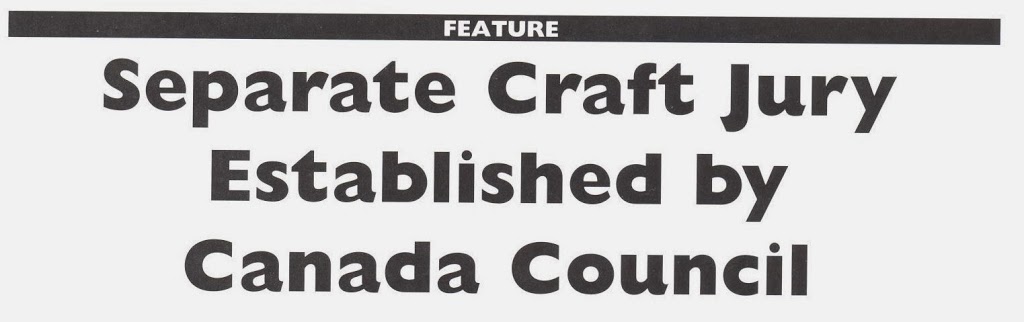 FEATURE
Separate Craft Jury
Established by
Canada Council